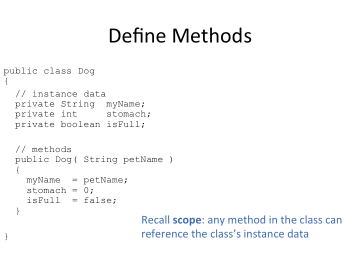 Define Methods
public class Dog
{
  // instance data
  private String  myName;
  private int     stomach;
  private boolean isFull;
  // methods
  public Dog( String petName )
  {
    myName  = petName;
    stomach = 0;
    isFull  = false;
  }
Recall scope: any method in the class can
reference the class's instance data
}